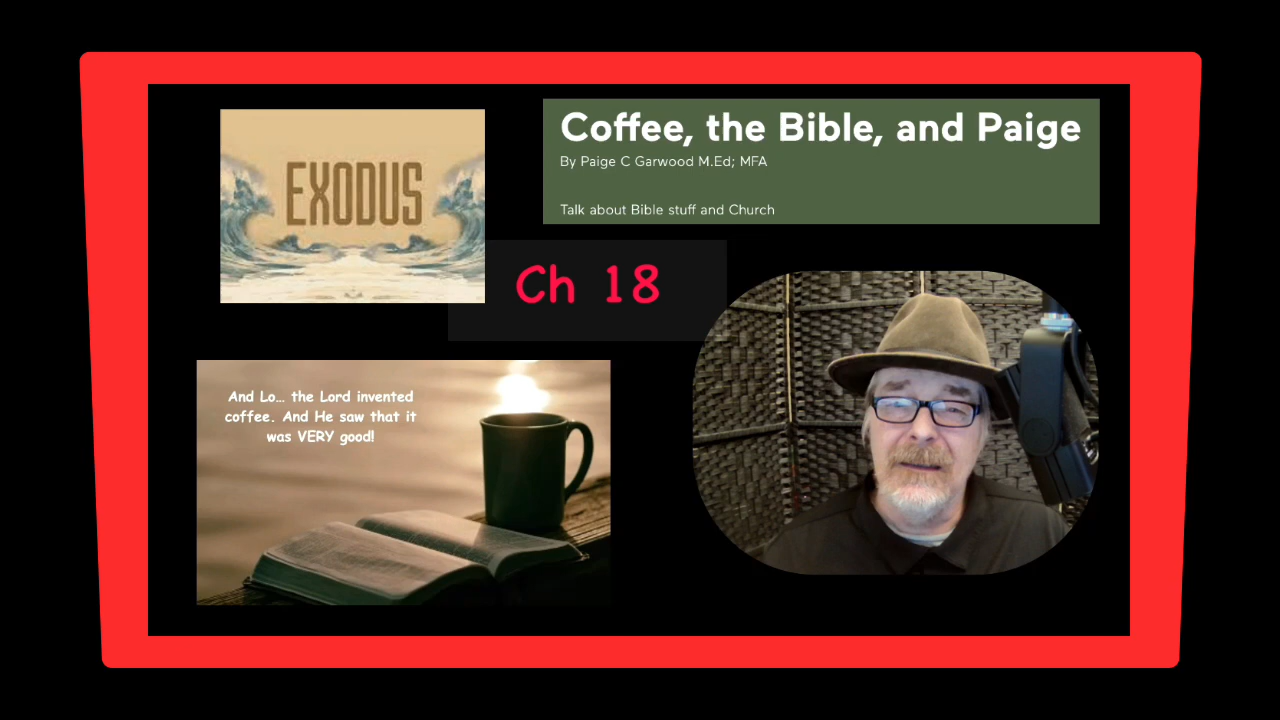 EXODUS
Coffee, the Bible, and Paige
By Paige C Garwood M.Ed; MFA
Talk about Bible stuff and Church
Ch 18
And Lo... the Lord invented
coffee. And He saw that it
was VERY good!